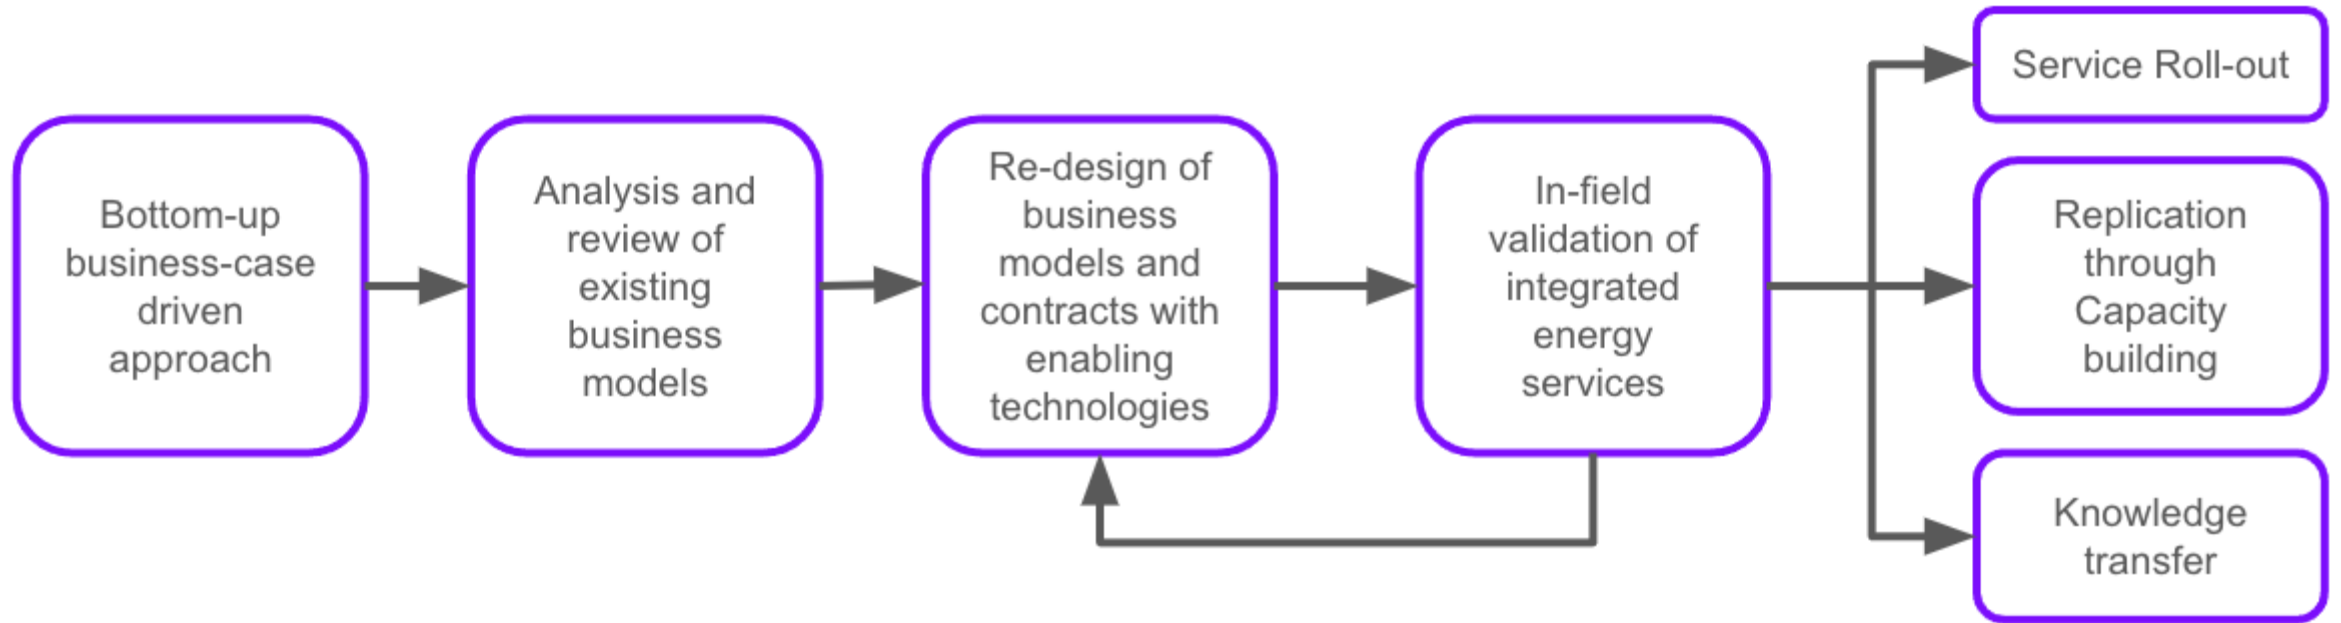 Bottom-up
business-case
driven
approach
Analysis and
review of
existing
business
models
Re-design of
business
models and
contracts with
enabling
technologies
In-field
validation of
integrated
energy
services
Service Roll-out
Replication
through
Capacity
building
Knowledge
transfer